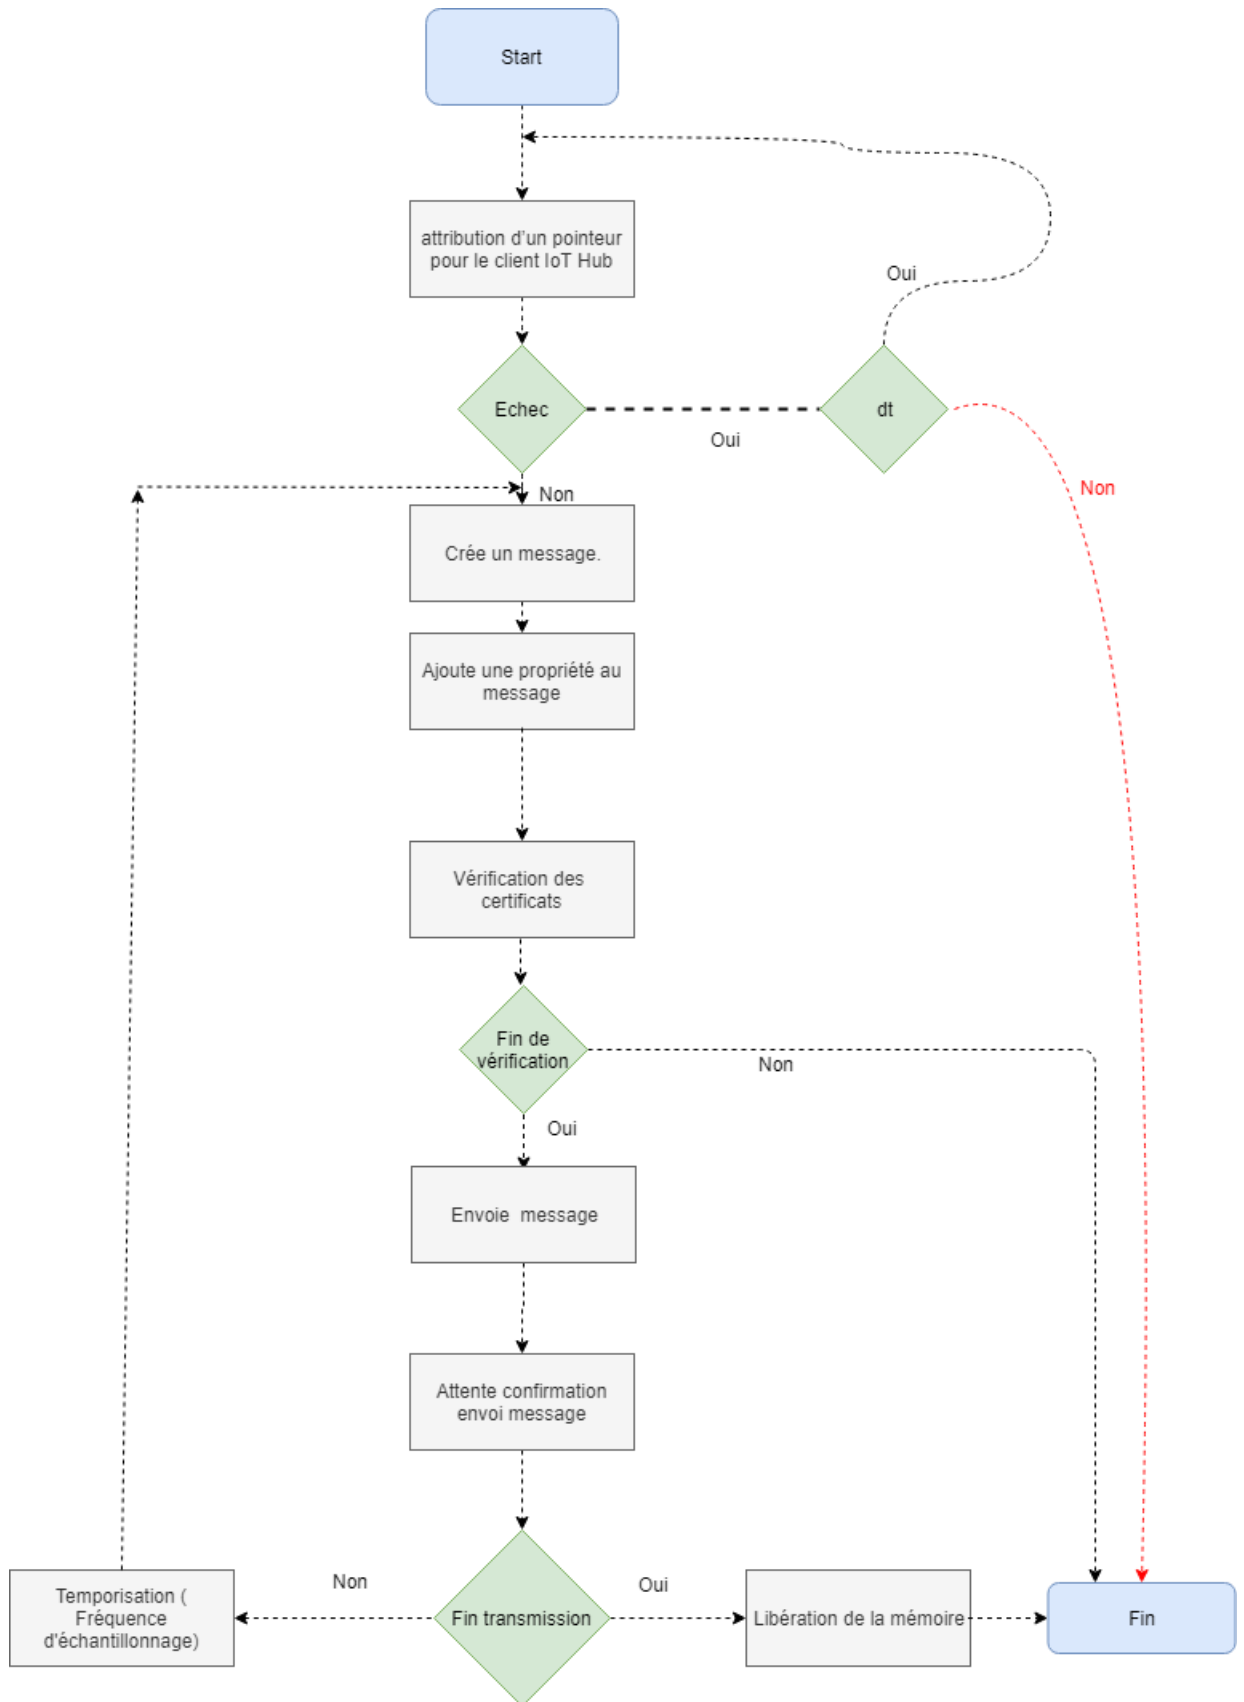 Start
attribution d'un pointeur
pour le client IoT Hub
Oui
Echec
dt
Oui
Non
Non
Crée un message.
Ajoute une propriété au
message
Vérification des
certificats
Fin de
vérification
Non
Oui
Envoie  message
Attente confirmation
envoi message
Non
Oui
Temporisation (
Fréquence
d'échantillonnage)
Fin transmission
Libération de la mémoire
Fin